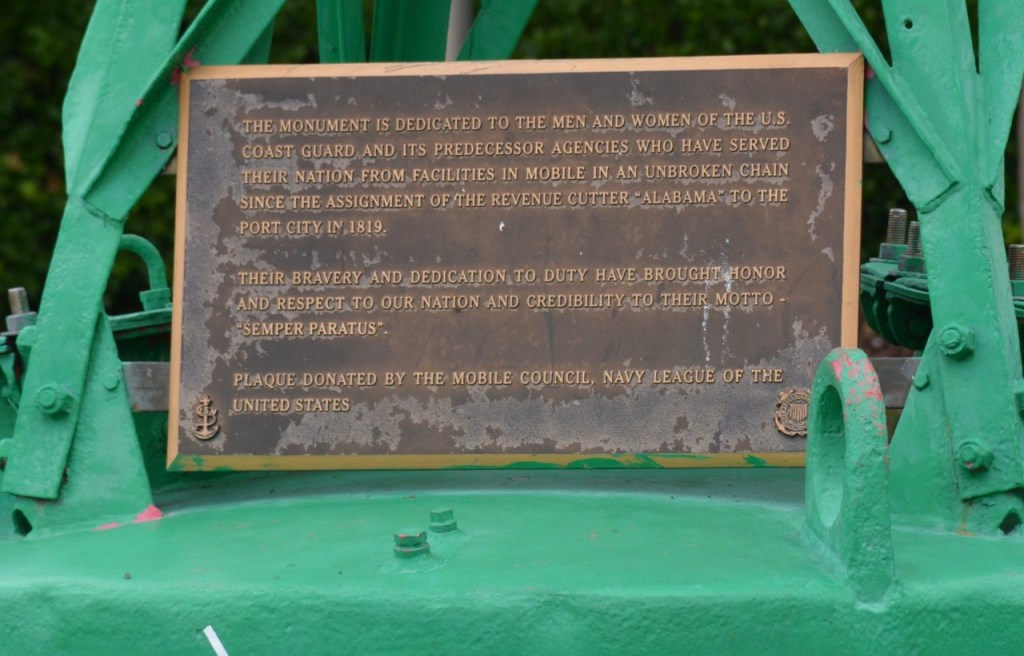 THE MONUMENT IS DEDICATED TO THE MEN AND WOMEN OF THE U.S.
COAST GUARD AND ITS PREDECESSOR AGENCIES WHO HAVE SERVED
THEIR NATION FROM FACILITIES IN MOBILE IN AN UNBROKEN CHAIN
SINCE THE ASSIGNMENT OF THE REVENUE CUTTER "ALABAMA" TO THE
PORT CITY IN 1819.
THEIR BRAVERY AND DEDICATION TO DUTY HAVE BROUGHT HONOR
AND RESPECT TO OUR NATION AND CREDIBILITY TO THEIR MOTTO -
"SEMPER PARATUS".
PLAQUE DONATED BY THE MOBILE COUNCIL, NAVY LEAGUE OF THE
UNITED STATES